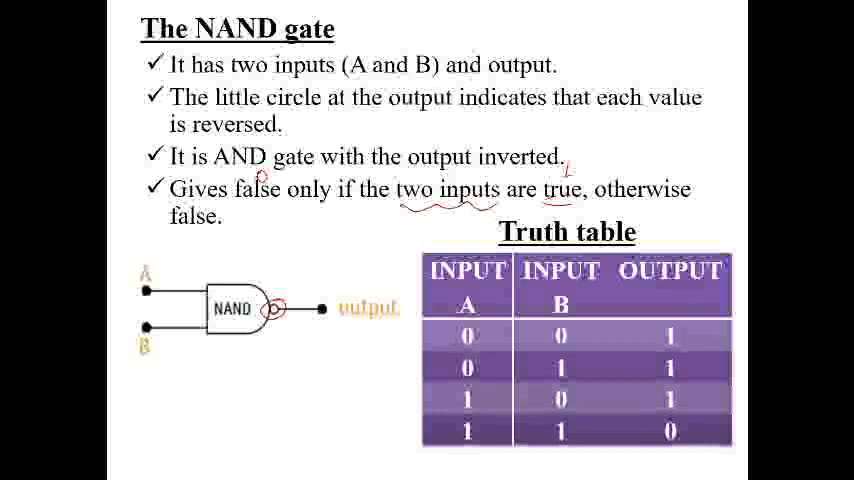 The NAND gate
✓ It has two inputs (A and B) and output.
✓ The little circle at the output indicates that each value
is reversed.
✓ It is AND gate with the output inverted.
0
1
✓ Gives false only if the two inputs are true, otherwise
false.
Truth table
A
NAND
output
B
INPUT INPUT OUTPUT
A B
0 0 1
0 1 1
1 0 1
1 1 0